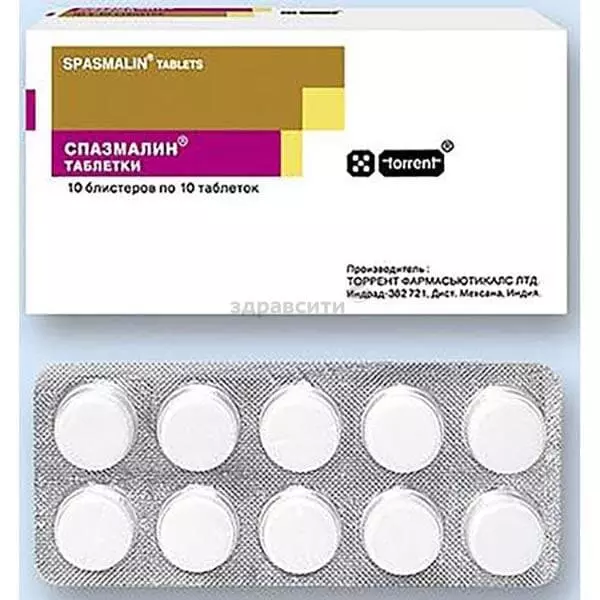 SPASMALIN® TABLETS
СПАЗМАЛИН®
ТАБЛЕТКИ
10 блистеров по 10 таблеток
torrent®
Производитель:
ТОРРЕНТ ФАРМАСЬЮТИКАЛС ЛТД.
Индрад-382 721, Дист. Мехсана, Индия.
здравсити